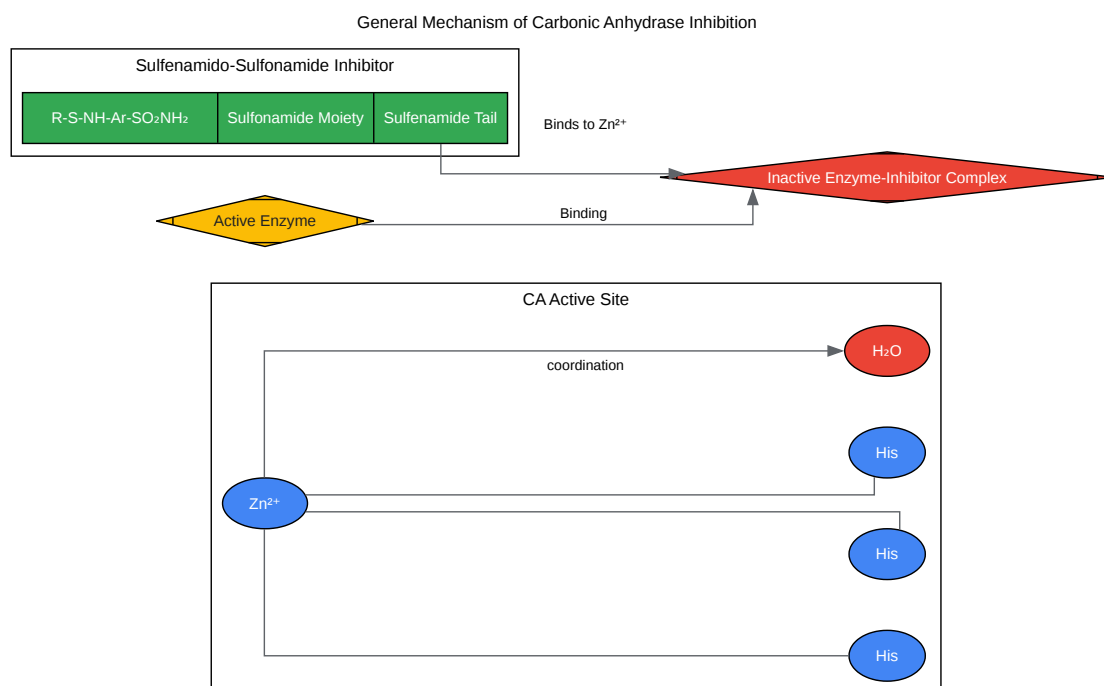 General Mechanism of Carbonic Anhydrase Inhibition
Sulfenamido-Sulfonamide Inhibitor
R-S-NH-Ar-SO₂NH₂
Sulfonamide Moiety
Sulfenamide Tail
Binds to Zn²⁺
Inactive Enzyme-Inhibitor Complex
Active Enzyme
Binding
CA Active Site
H₂O
coordination
His
Zn²⁺
His
His